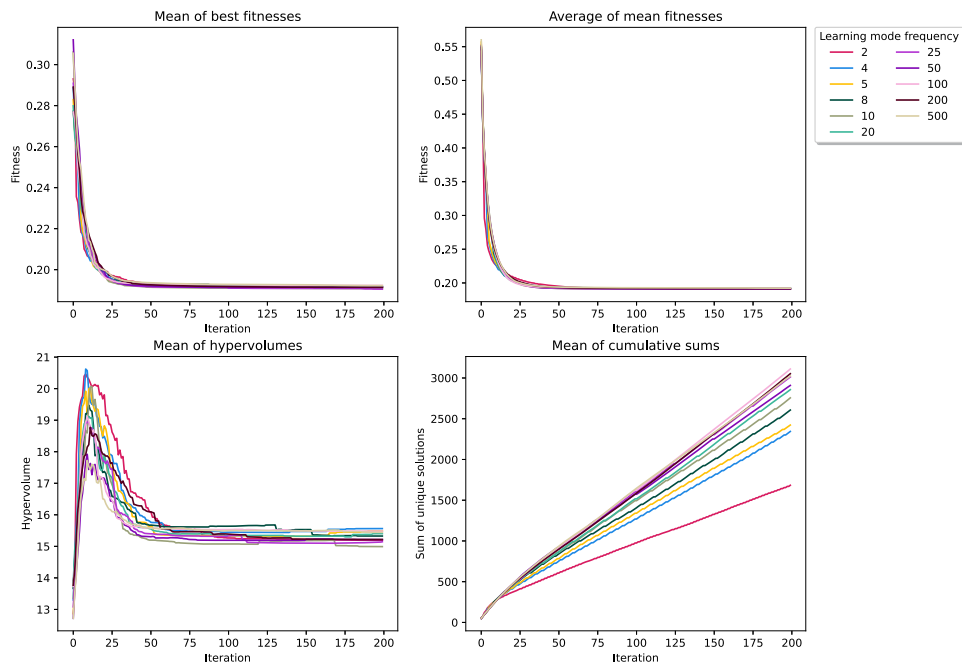 Mean of best fitnesses
0.30
0.28
0.26
0.24
0.22
0.20
Fitness
0 25 50 75 100 125 150 175 200
Iteration
Average of mean fitnesses
0.55
0.50
0.45
0.40
0.35
0.30
0.25
0.20
Fitness
0 25 50 75 100 125 150 175 200
Iteration
Learning mode frequency
2 25
4 50
5 100
8 200
10 500
20
Mean of hypervolumes
21
20
19
18
17
16
15
14
13
Hypervolume
0 25 50 75 100 125 150 175 200
Iteration
Mean of cumulative sums
3000
2500
2000
1500
1000
500
0
Sum of unique solutions
0 25 50 75 100 125 150 175 200
Iteration